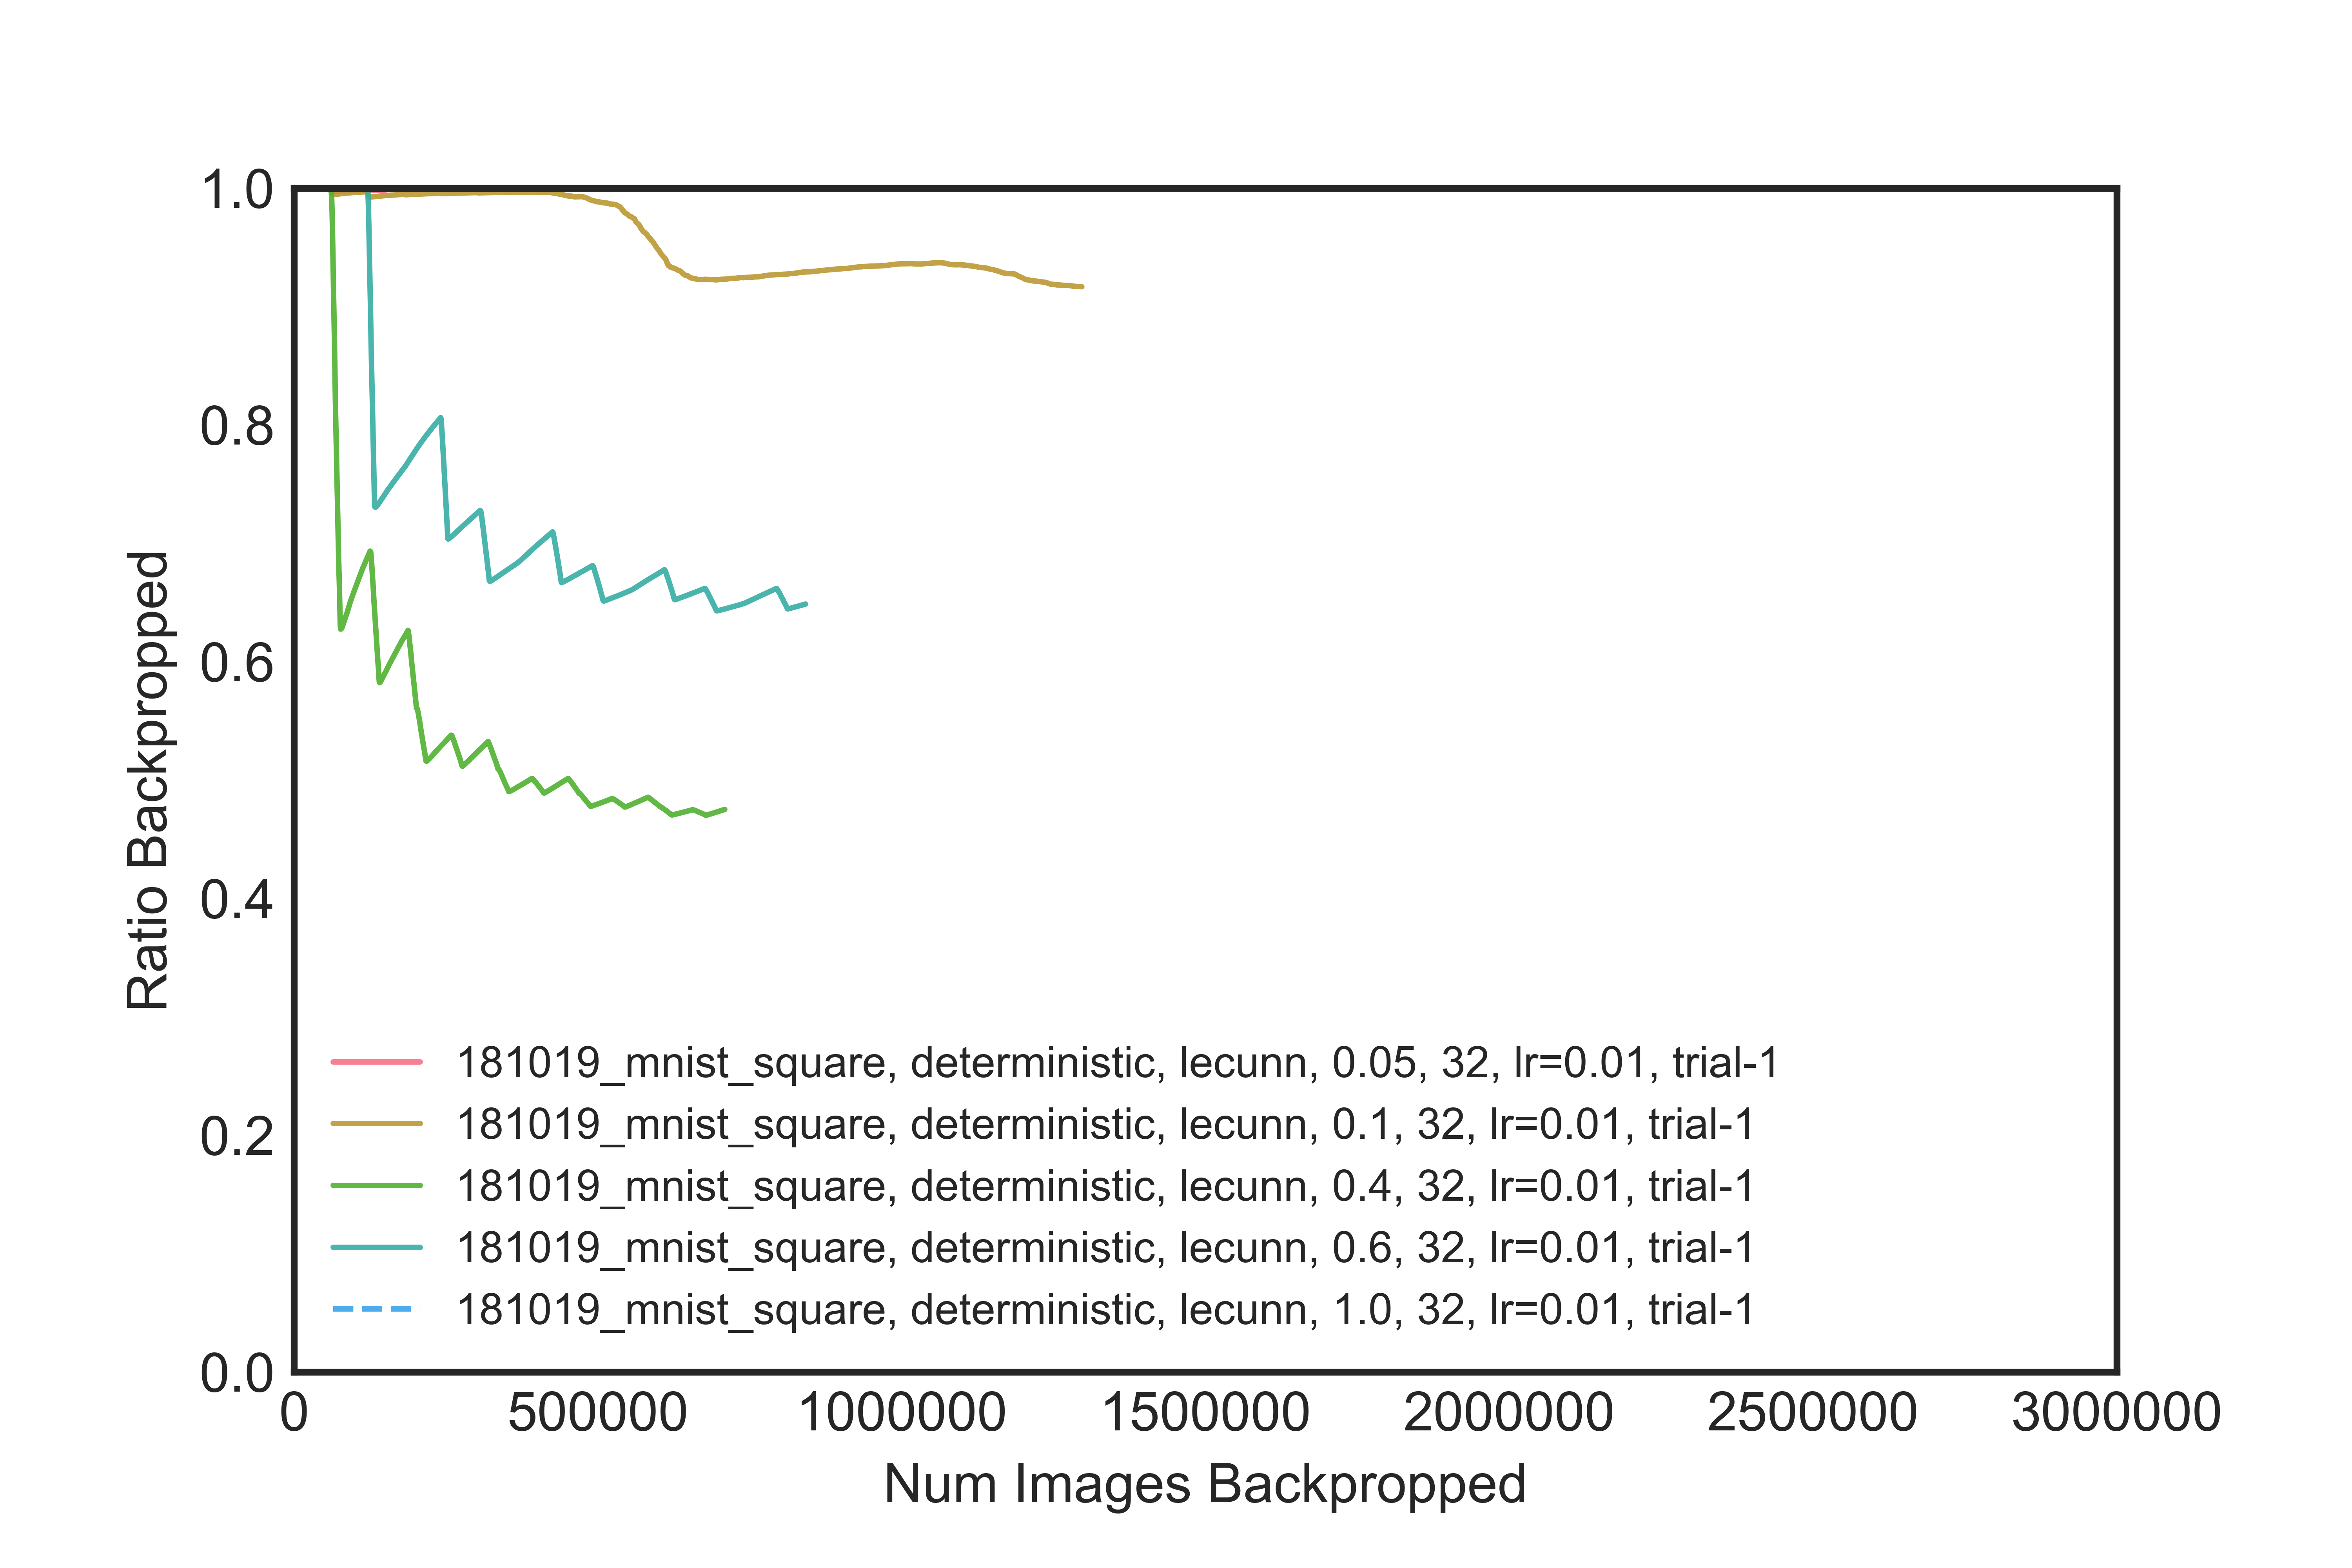 1.0
0.8
0.6
0.4
0.2
0.0
Ratio Backpropped
181019_mnist_square, deterministic, lecunn, 0.05, 32, lr=0.01, trial-1
181019_mnist_square, deterministic, lecunn, 0.1, 32, lr=0.01, trial-1
181019_mnist_square, deterministic, lecunn, 0.4, 32, lr=0.01, trial-1
181019_mnist_square, deterministic, lecunn, 0.6, 32, lr=0.01, trial-1
181019_mnist_square, deterministic, lecunn, 1.0, 32, lr=0.01, trial-1
0 500000 1000000 1500000 2000000 2500000 3000000
Num Images Backpropped